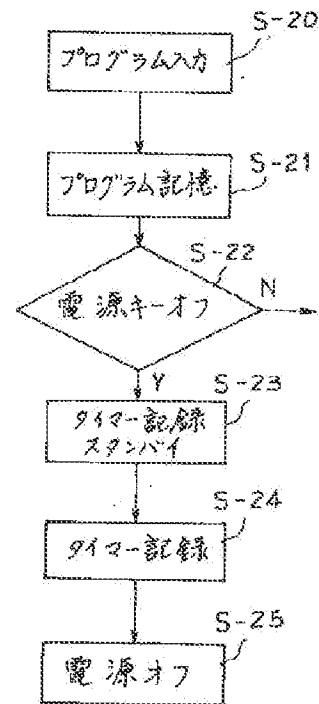 S-20
プログラム入力
S-21
プログラム記憶
S-22
電源キーオフ
N
Y
S-23
タイマー記録
スタンバイ
S-24
タイマー記録
S-25
電源オフ